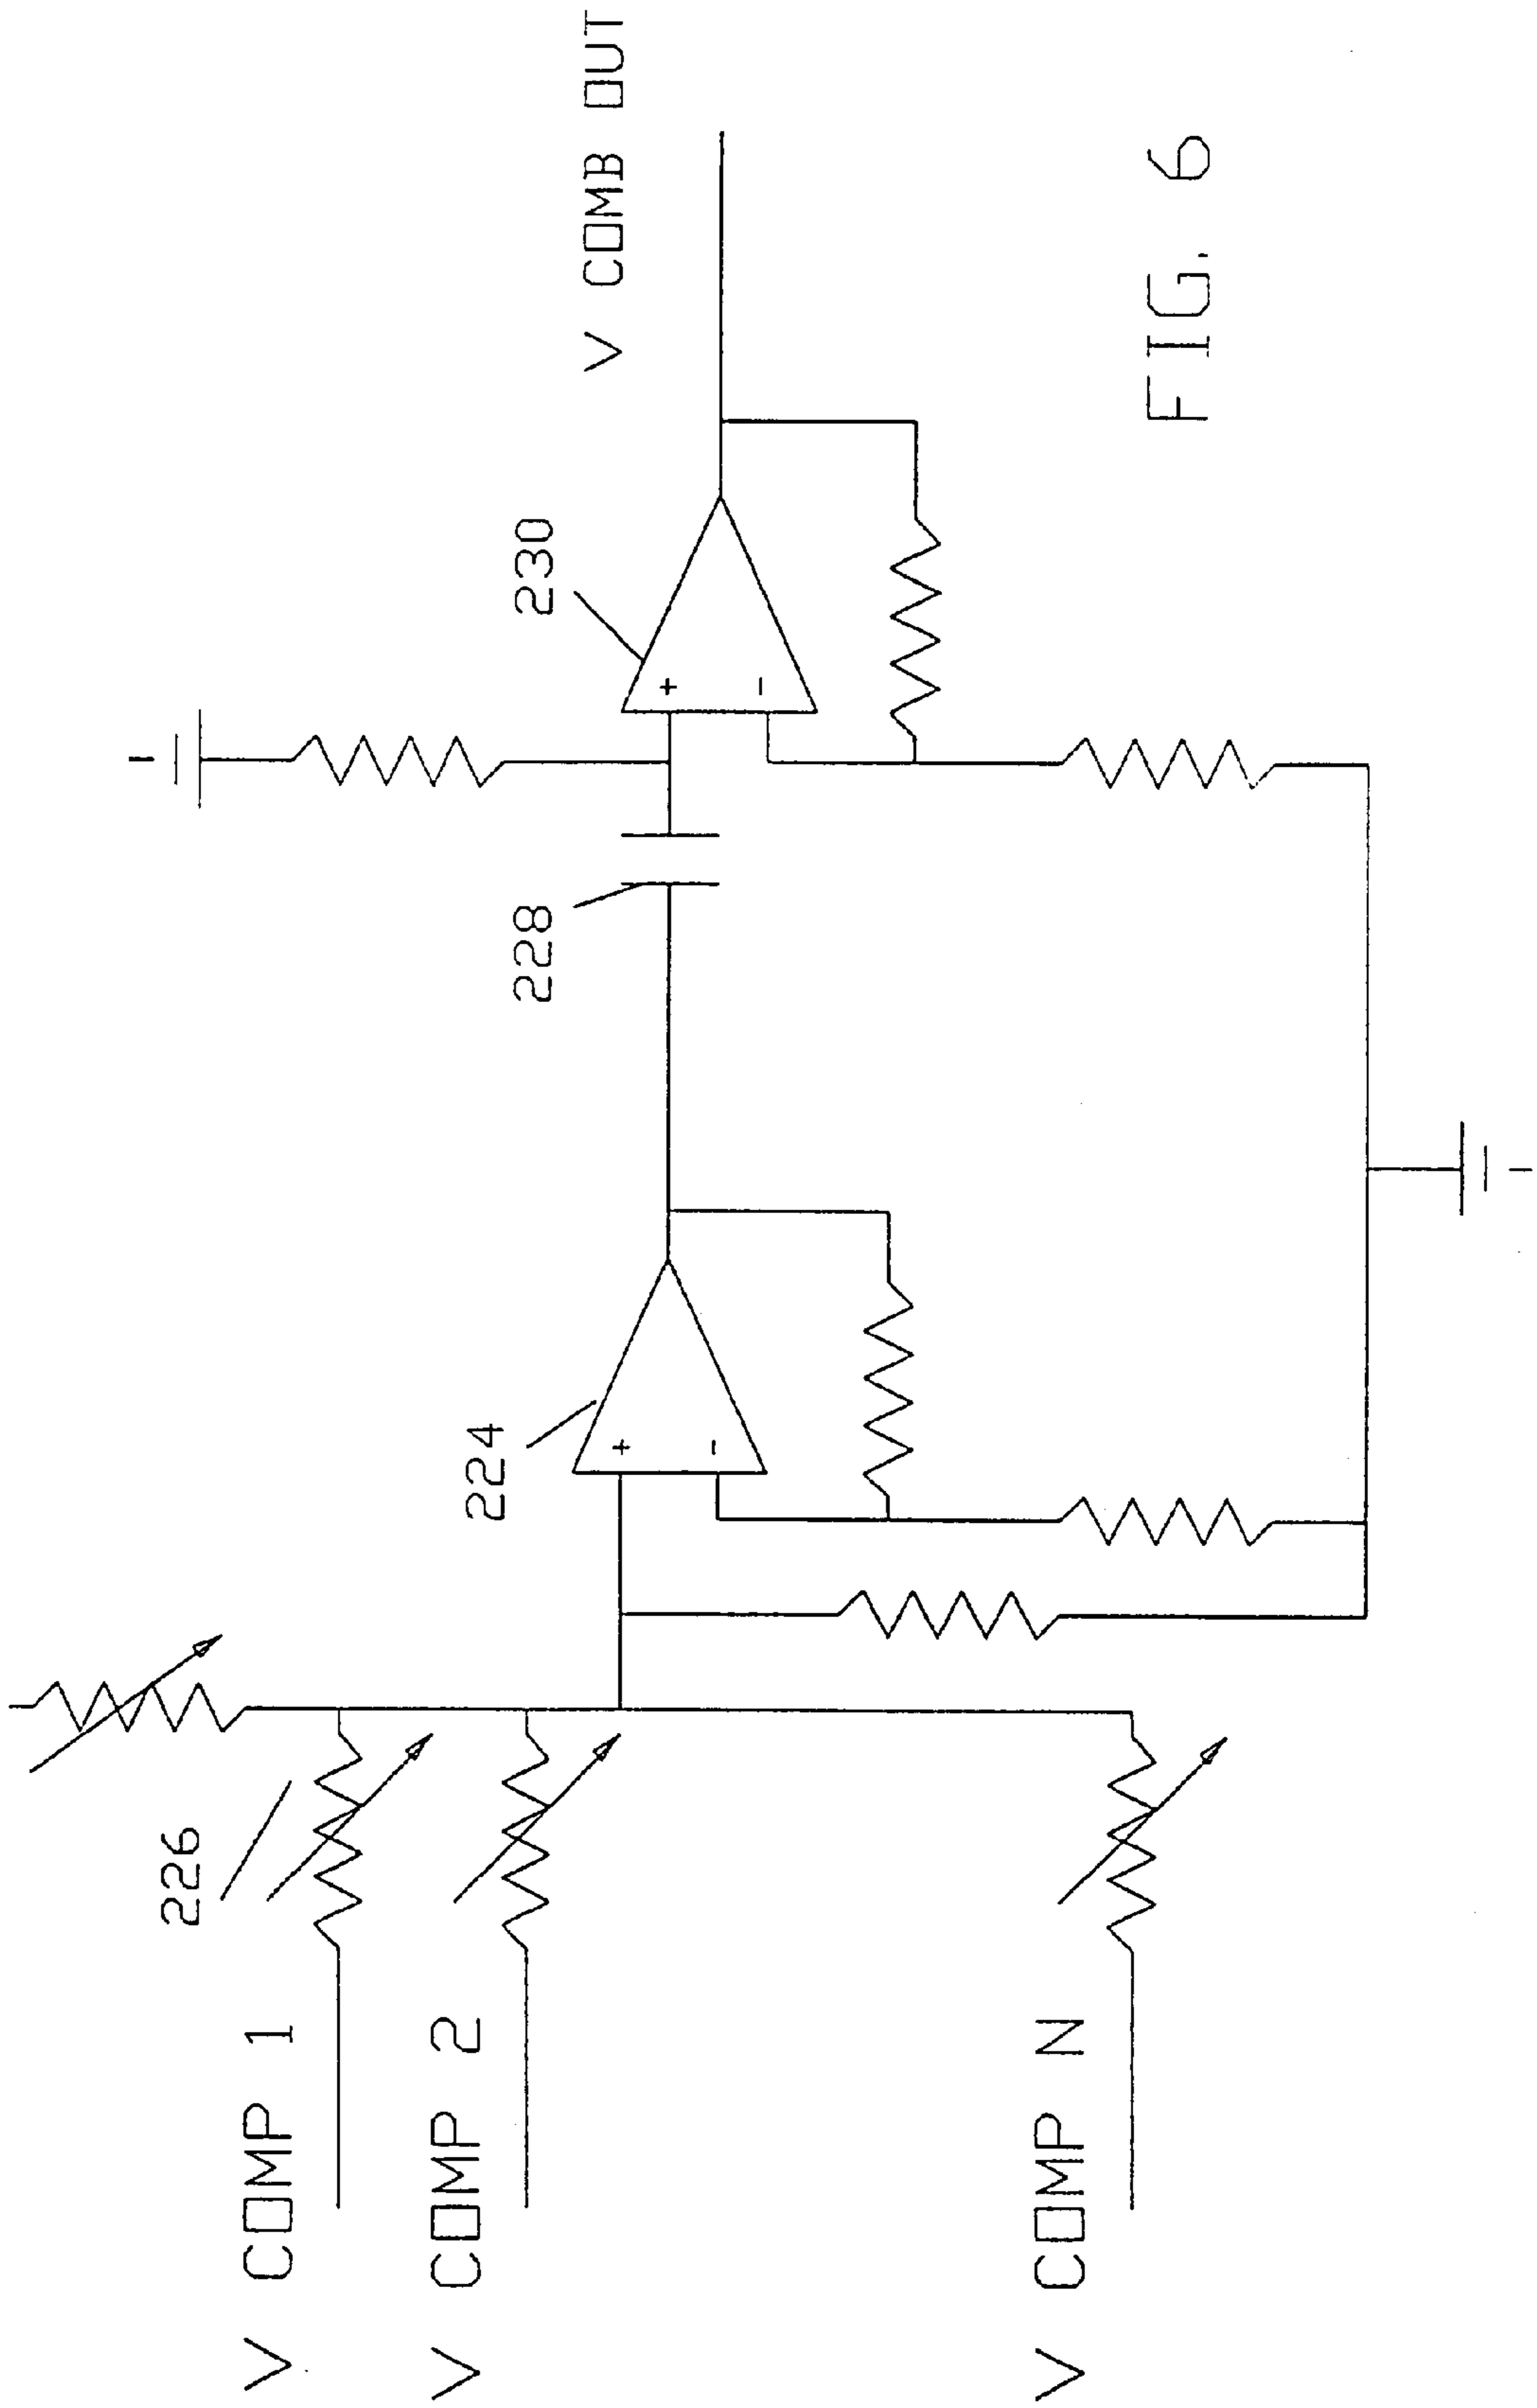 V COMP 1
226
V COMP 2
V COMP N
224
+
-
228
230
+
-
V COMB OUT
FIG. 6